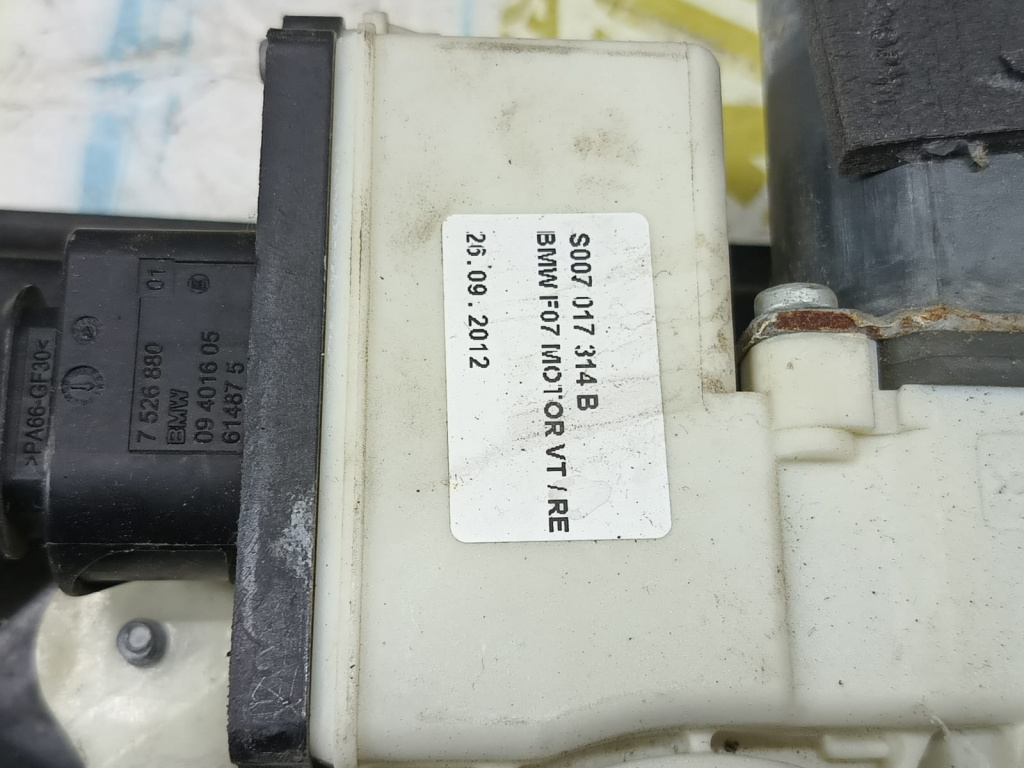 S007 017 314 B
BMW F07 MOTOR VT / RE
26.09.2012
7 526 880 01
BMW
09 4016 05
61487 5
>PA66-GF30<